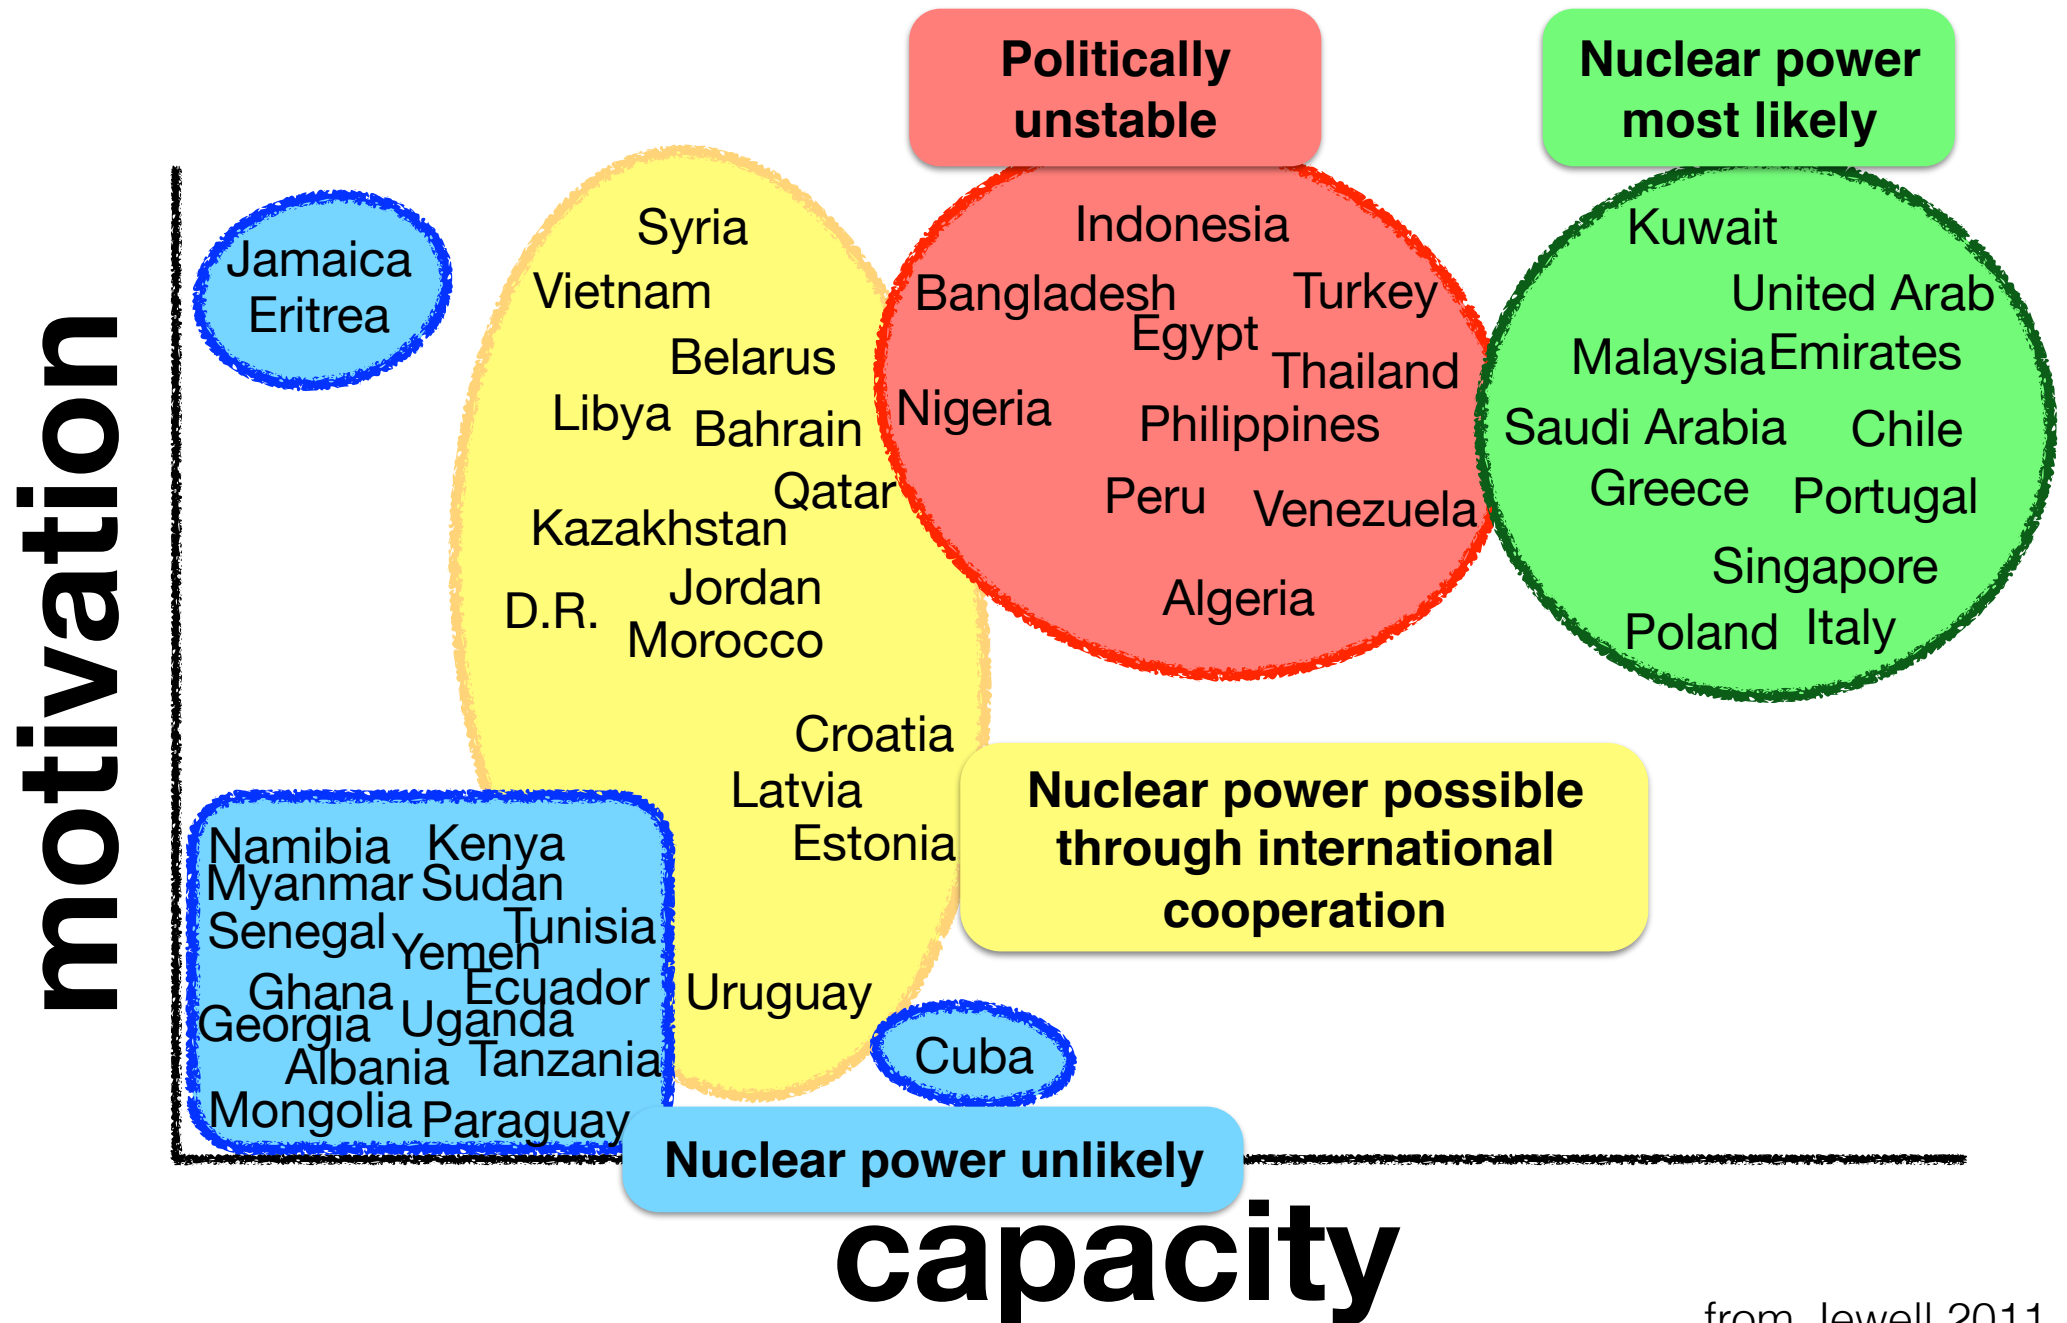 Politically
unstable
Nuclear power
most likely
motivation
Jamaica
Eritrea
Syria
Vietnam
Belarus
Libya
Bahrain
Qatar
Kazakhstan
Jordan
D.R.
Morocco
Croatia
Latvia
Estonia
Uruguay
Indonesia
Bangladesh
Turkey
Egypt
Thailand
Nigeria
Philippines
Peru
Venezuela
Algeria
Kuwait
United Arab
Emirates
Malaysia
Saudi Arabia
Chile
Greece
Portugal
Singapore
Poland
Italy
Nuclear power possible
through international
cooperation
Namibia
Kenya
Myanmar
Sudan
Senegal
Tunisia
Yemen
Ghana
Ecuador
Georgia
Uganda
Albania
Tanzania
Mongolia
Paraguay
Cuba
Nuclear power unlikely
capacity
from Jewell 2011